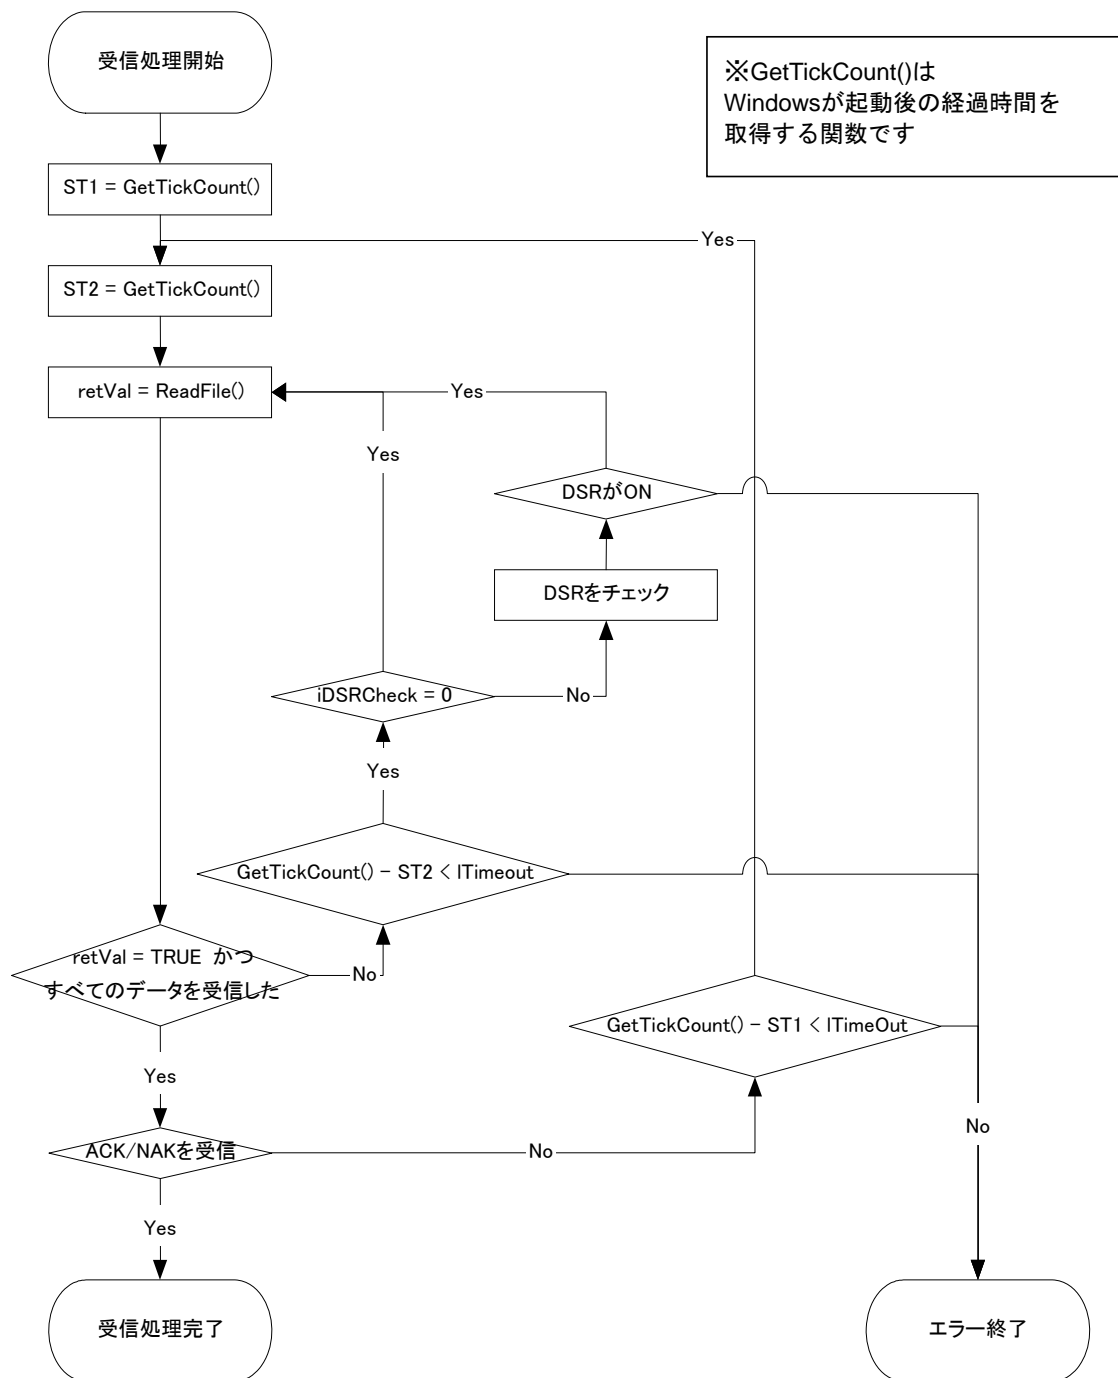 受信処理開始
※GetTickCount()は
Windowsが起動後の経過時間を
取得する関数です
ST1 = GetTickCount()
Yes
ST2 = GetTickCount()
retVal = ReadFile()
Yes
Yes
DSRがON
DSRをチェック
iDSRCheck = 0
No
Yes
GetTickCount() - ST2 < lTimeout
retVal = TRUE かつ
すべてのデータを受信した
No
GetTickCount() - ST1 < lTimeOut
Yes
No
ACK/NAKを受信
No
Yes
受信処理完了
エラー終了